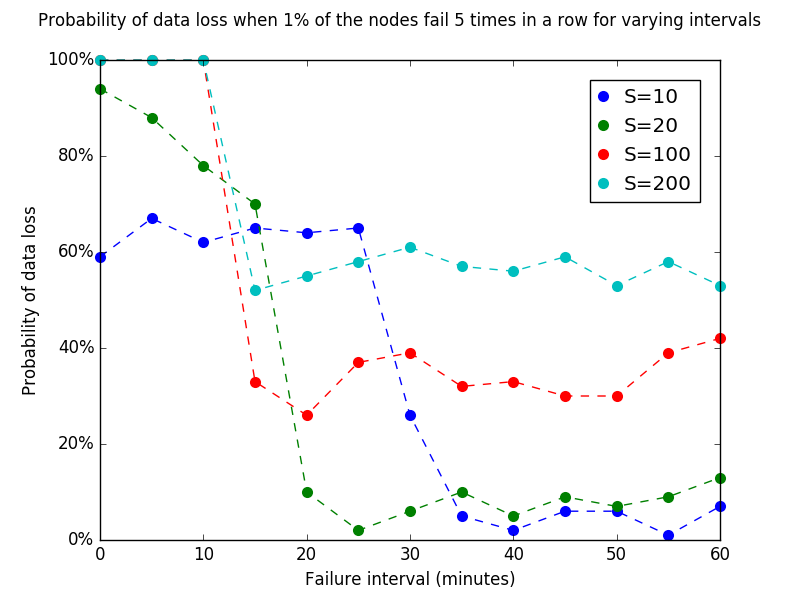 Probability of data loss when 1% of the nodes fail 5 times in a row for varying intervals
100%
80%
60%
40%
20%
0%
Probability of data loss
S=10
S=20
S=100
S=200
0 10 20 30 40 50 60
Failure interval (minutes)